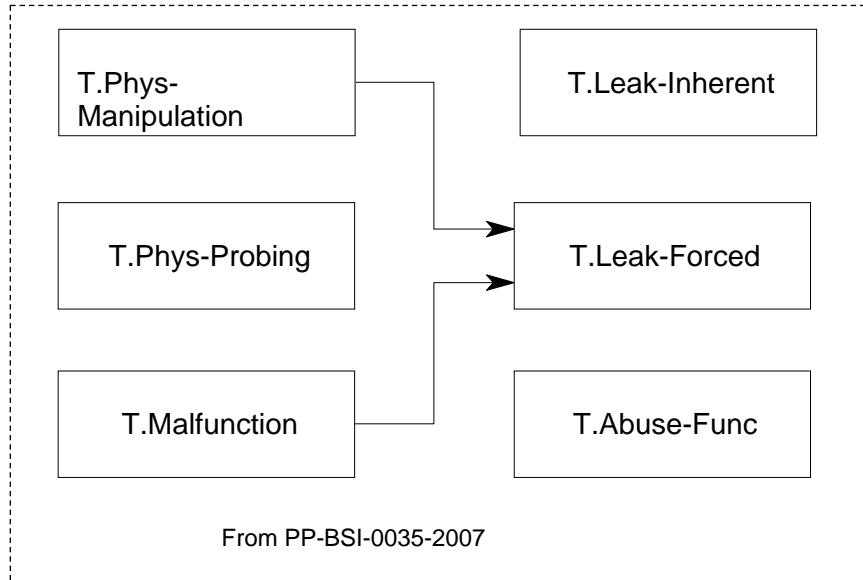 T.Phys-
Manipulation
T.Leak-Inherent
T.Phys-Probing
T.Leak-Forced
T.Malfunction
T.Abuse-Func
From PP-BSI-0035-2007